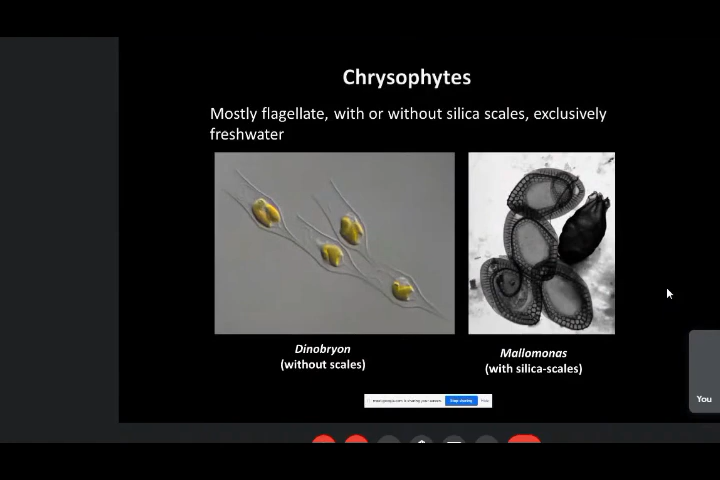 Chrysophytes
Mostly flagellate, with or without silica scales, exclusively
freshwater
Dinobryon
(without scales)
Mallomonas
(with silica-scales)
Stop sharing
Hide
You